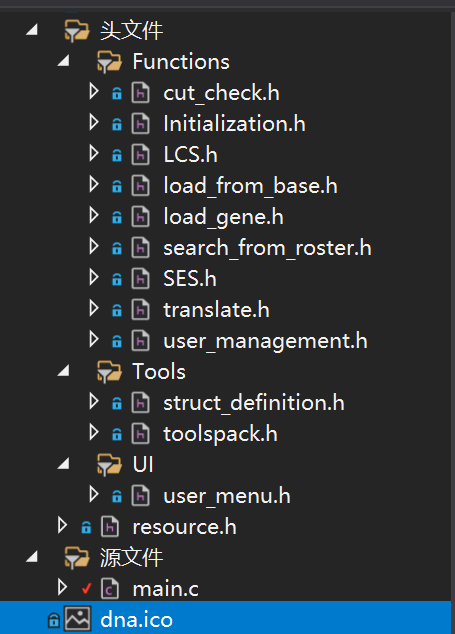 头文件
Functions
cut_check.h
Initialization.h
LCS.h
load_from_base.h
load_gene.h
search_from_roster.h
SES.h
translate.h
user_management.h
Tools
struct_definition.h
toolspack.h
UI
user_menu.h
resource.h
源文件
main.c
dna.ico